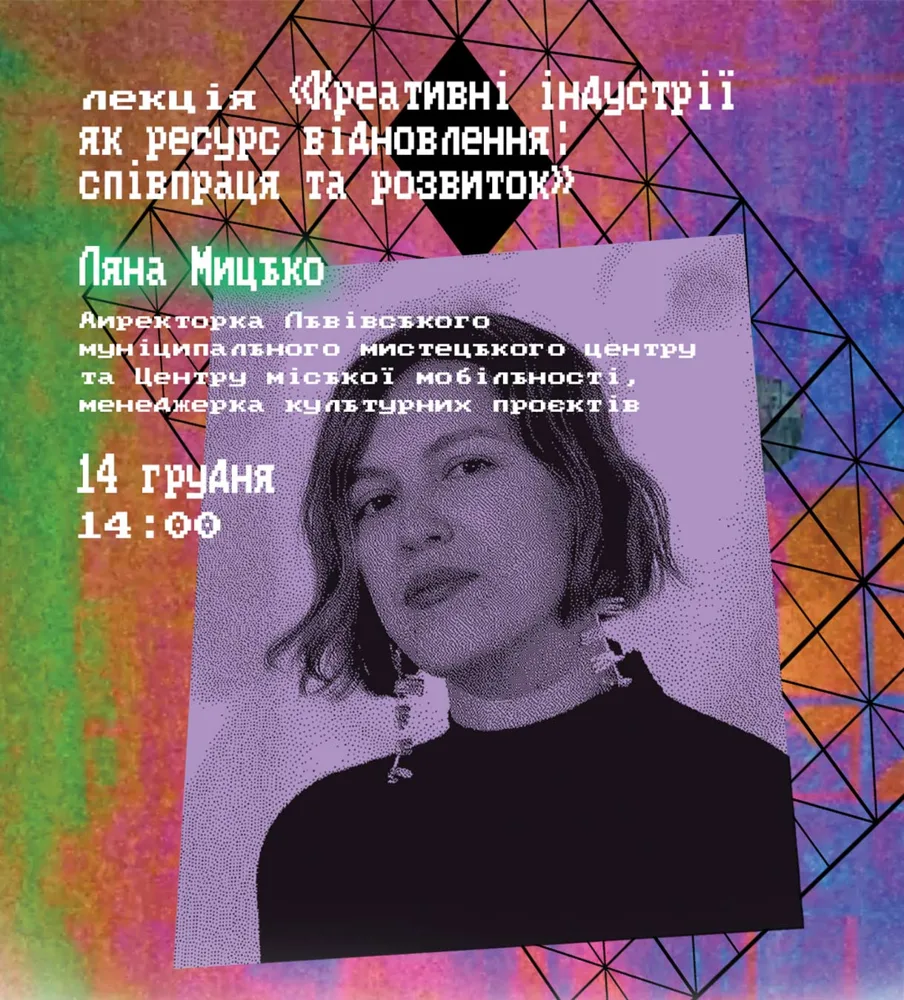 лекція «Креативні індустрії
як ресурс відновлення:
співпраця та розвиток»
Ляна Мицько
Директорка Львівського
муніципального мистецького центру
та Центру міської мобільності,
менеджерка культурних проєктів
14 грудня
14:00